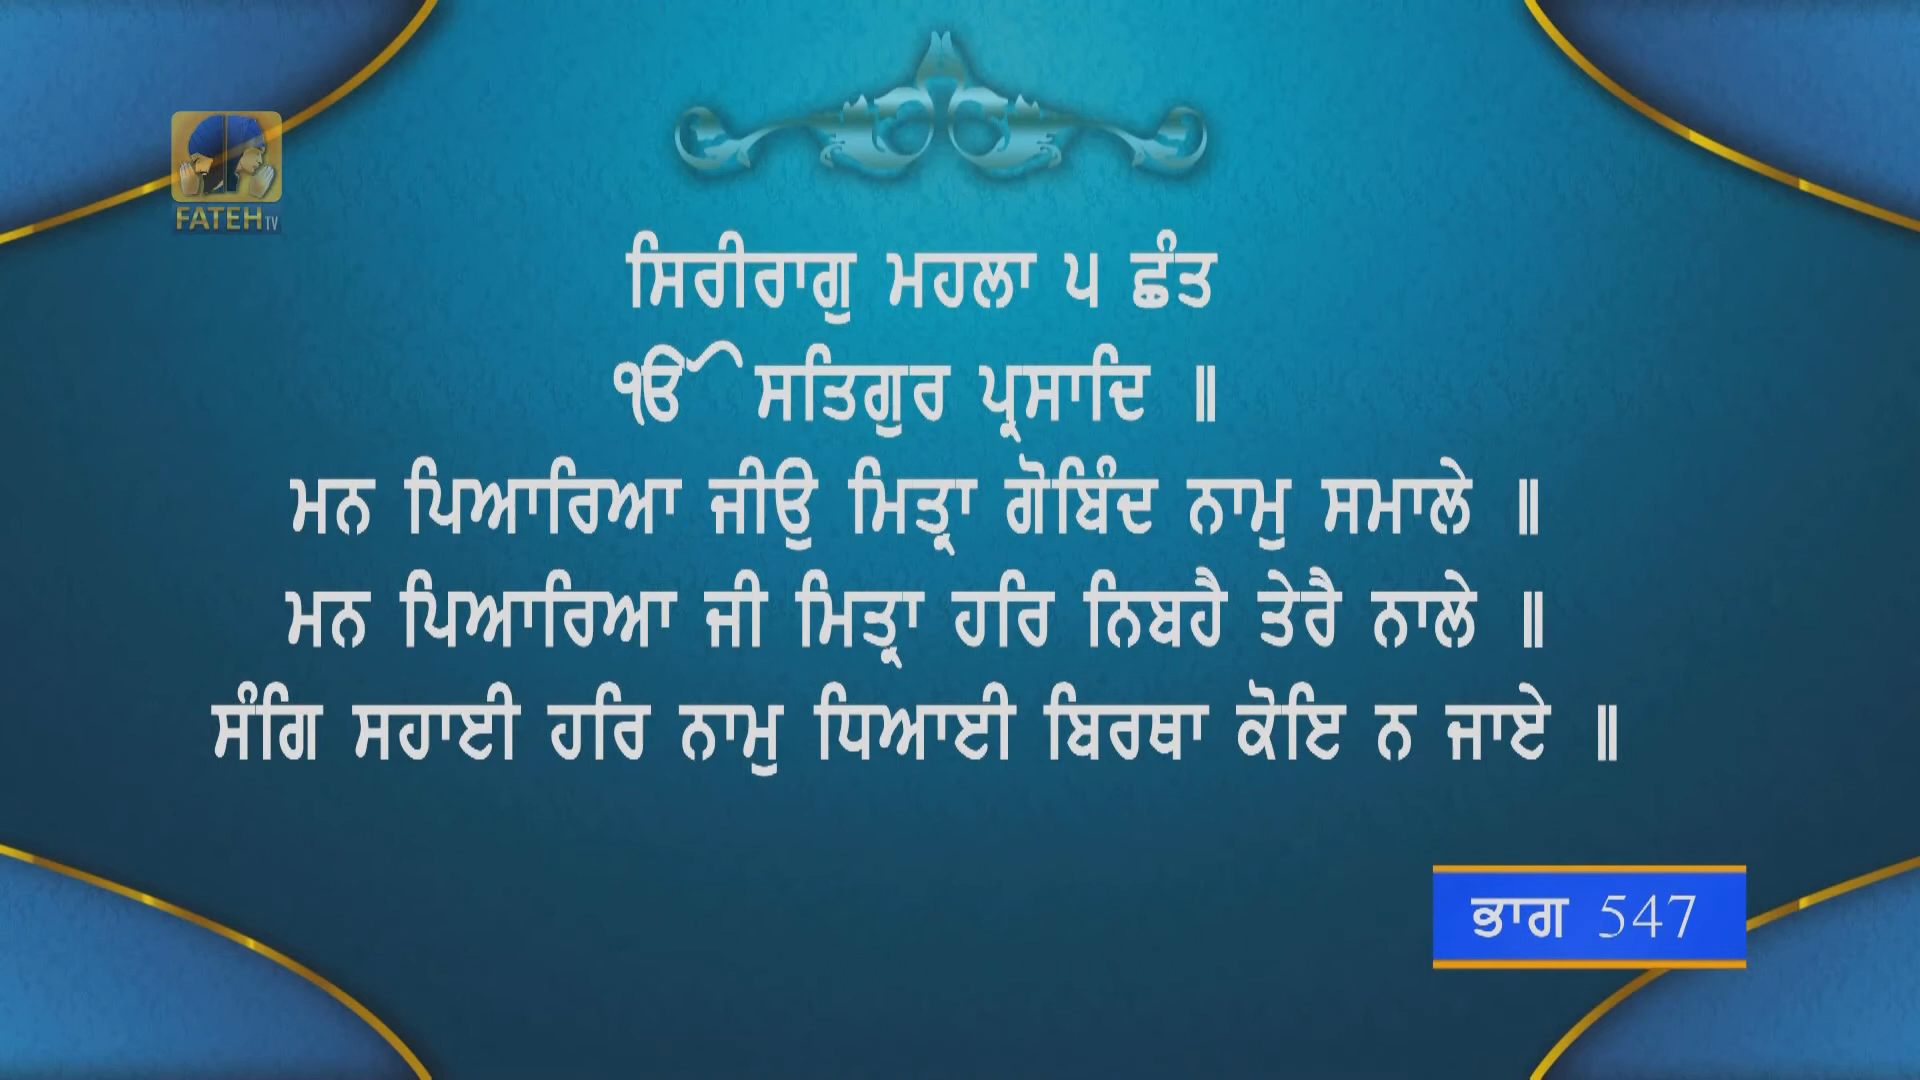 FATEH TV
ਸਿਰੀਰਾਗੁ ਮਹਲਾ ੫ ਛੰਤ
ੴ ਸਤਿਗੁਰ ਪ੍ਰਸਾਦਿ ॥
ਮਨ ਪਿਆਰਿਆ ਜੀਉ ਮਿਤ੍ਰਾ ਗੋਬਿੰਦ ਨਾਮੁ ਸਮਾਲੇ ॥
ਮਨ ਪਿਆਰਿਆ ਜੀ ਮਿਤ੍ਰਾ ਹਰਿ ਨਿਬਹੈ ਤੇਰੈ ਨਾਲੇ ॥
ਸੰਗਿ ਸਹਾਈ ਹਰਿ ਨਾਮੁ ਧਿਆਈ ਬਿਰਥਾ ਕੋਇ ਨ ਜਾਏ ॥
ਭਾਗ 547